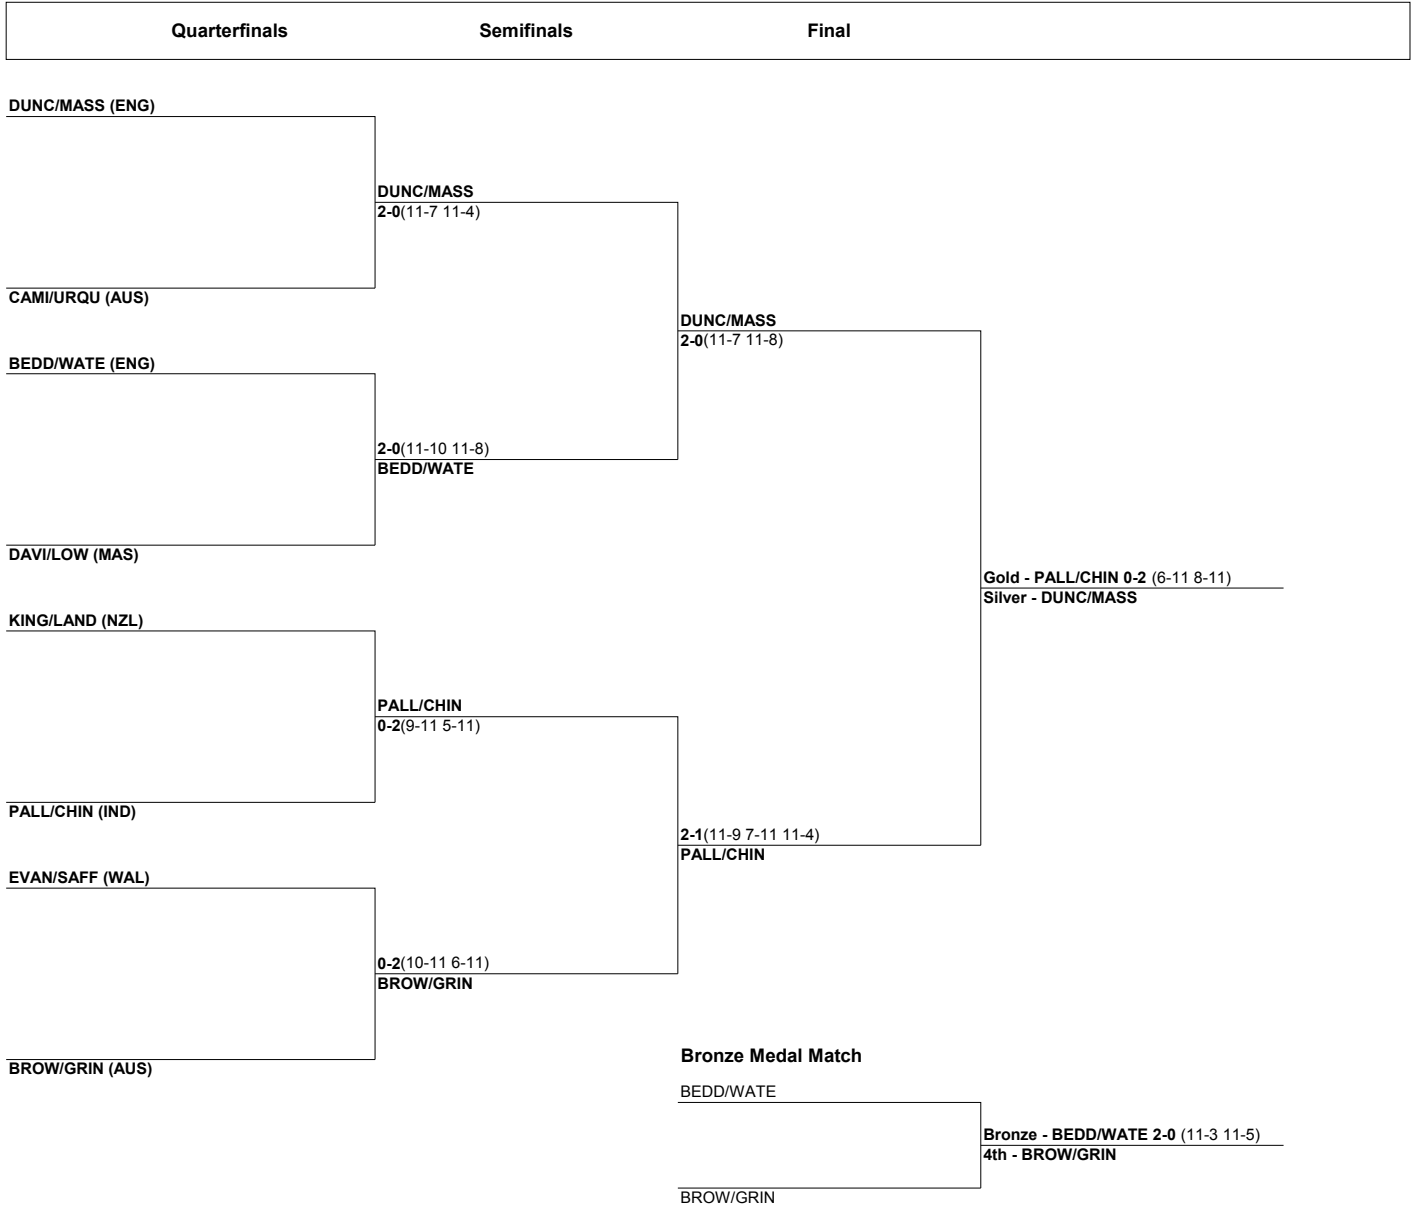 Quarterfinals Semifinals Final
DUNC/MASS (ENG)
DUNC/MASS
2-0(11-7 11-4)
CAMI/URQU (AUS)
DUNC/MASS
2-0(11-7 11-8)
BEDD/WATE (ENG)
2-0(11-10 11-8)
BEDD/WATE
DAVI/LOW (MAS)
Gold - PALL/CHIN 0-2 (6-11 8-11)
Silver - DUNC/MASS
KING/LAND (NZL)
PALL/CHIN
0-2(9-11 5-11)
PALL/CHIN (IND)
2-1(11-9 7-11 11-4)
PALL/CHIN
EVAN/SAFF (WAL)
0-2(10-11 6-11)
BROW/GRIN
BROW/GRIN (AUS)
Bronze Medal Match
BEDD/WATE
Bronze - BEDD/WATE 2-0 (11-3 11-5)
4th - BROW/GRIN
BROW/GRIN